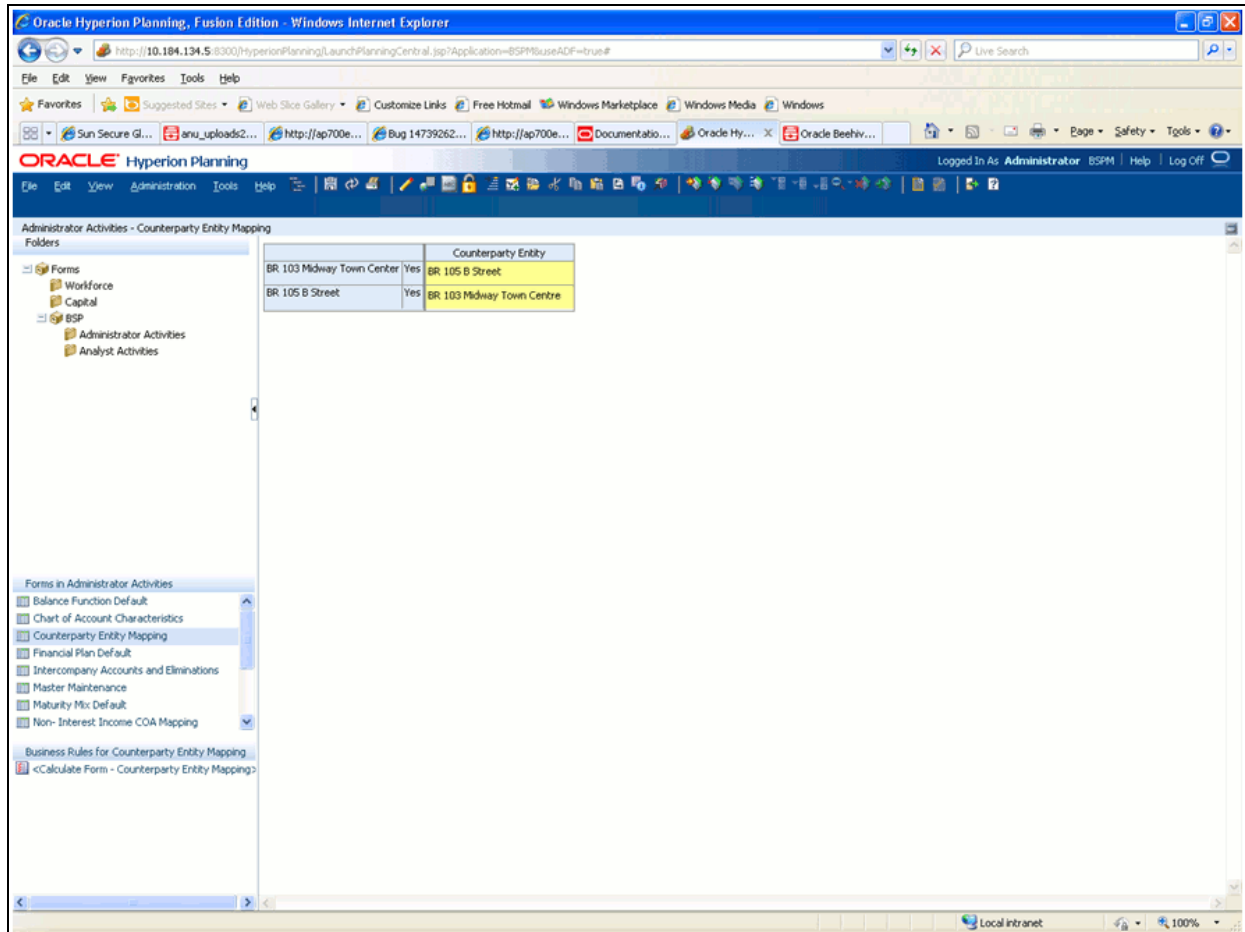 Oracle Hyperion Planning, Fusion Edition - Windows Internet Explorer
http://10.184.134.5:8300/HyperionPlanning/LaunchPlanningCentral.jsp?Application=BSPM&useADF=true#
Live Search
File Edit View Favorites Tools Help
Favorites Suggested Sites Web Slice Gallery Customize Links Free Hotmail Windows Marketplace Windows Media Windows
Sun Secure Gl... anu_uploads2... http://ap700e... Bug 14739262... http://ap700e... Documentatio... Oracle Hy... X Oracle Beehiv... Page Safety Tools
ORACLE Hyperion Planning Logged In As Administrator BSPM | Help | Log Off
File Edit View Administration Tools Help
Administrator Activities - Counterparty Entity Mapping
Folders
Forms
Workforce
Capital
BSP
Administrator Activities
Analyst Activities
Counterparty Entity
BR 103 Midway Town Center Yes BR 105 B Street
BR 105 B Street Yes BR 103 Midway Town Centre
Forms in Administrator Activities
Balance Function Default
Chart of Account Characteristics
Counterparty Entity Mapping
Financial Plan Default
Intercompany Accounts and Eliminations
Master Maintenance
Maturity Mix Default
Non- Interest Income COA Mapping
Business Rules for Counterparty Entity Mapping
<Calculate Form - Counterparty Entity Mapping>
Local intranet 100%